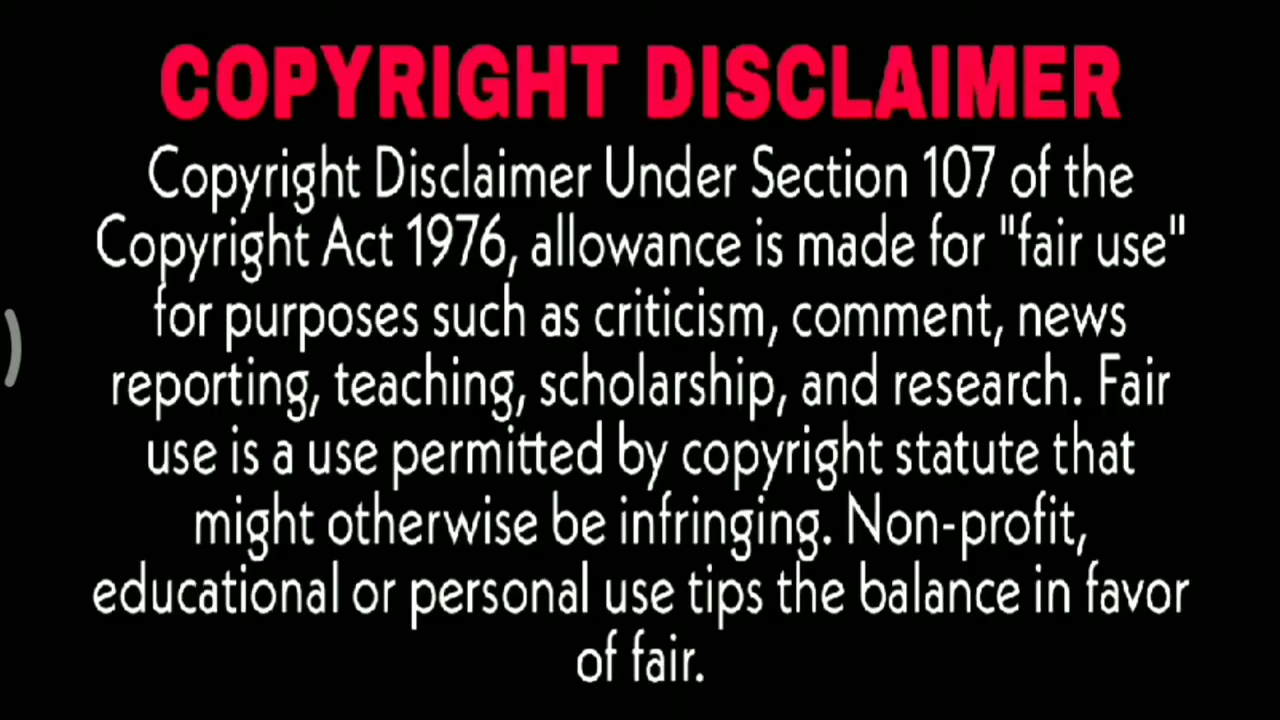 COPYRIGHT DISCLAIMER
Copyright Disclaimer Under Section 107 of the
Copyright Act 1976, allowance is made for "fair use"
for purposes such as criticism, comment, news
reporting, teaching, scholarship, and research. Fair
use is a use permitted by copyright statute that
might otherwise be infringing. Non-profit,
educational or personal use tips the balance in favor
of fair.